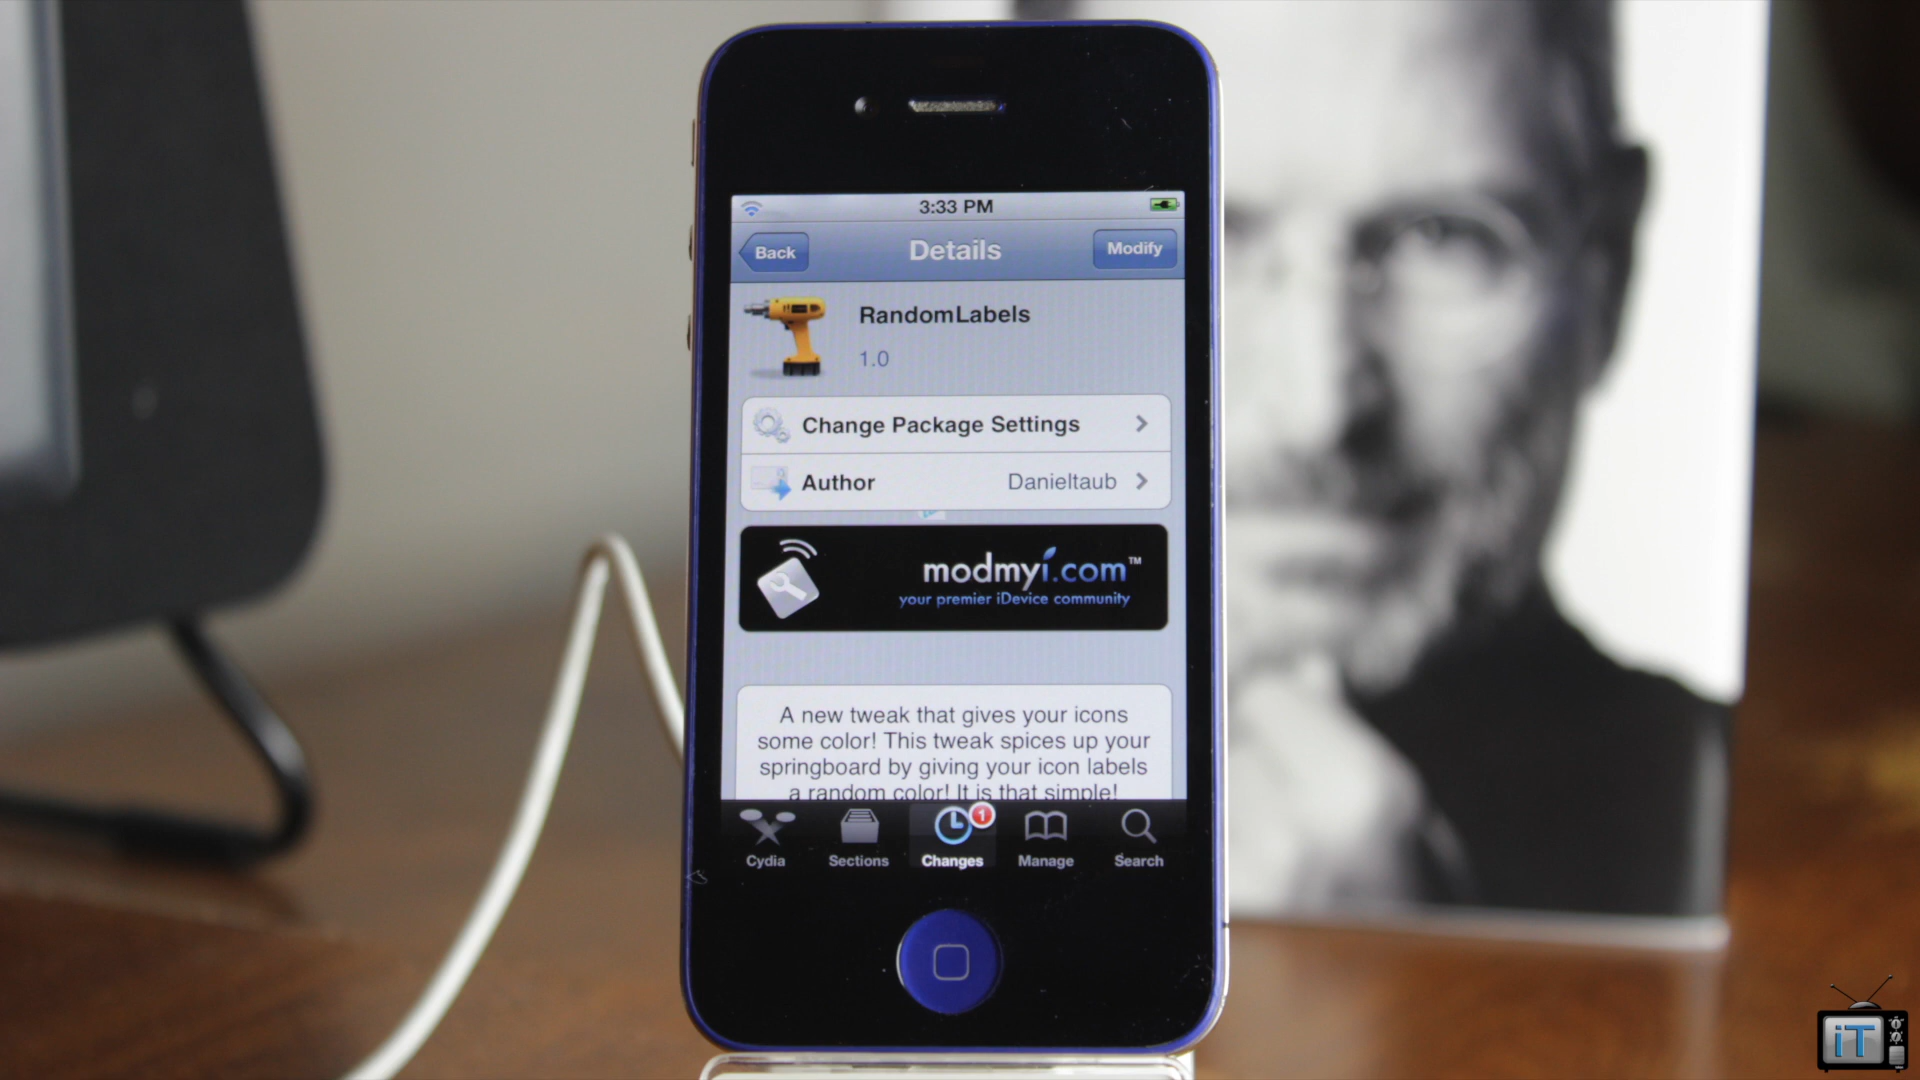 3:33 PM
Back
Details
Modify
RandomLabels
1.0
Change Package Settings
Author
Danieltaub
modmyi.com™
your premier iDevice community
A new tweak that gives your icons
some color! This tweak spices up your
springboard by giving your icon labels
a random color! It is that simple!
1
Cydia
Sections
Changes
Manage
Search
iT